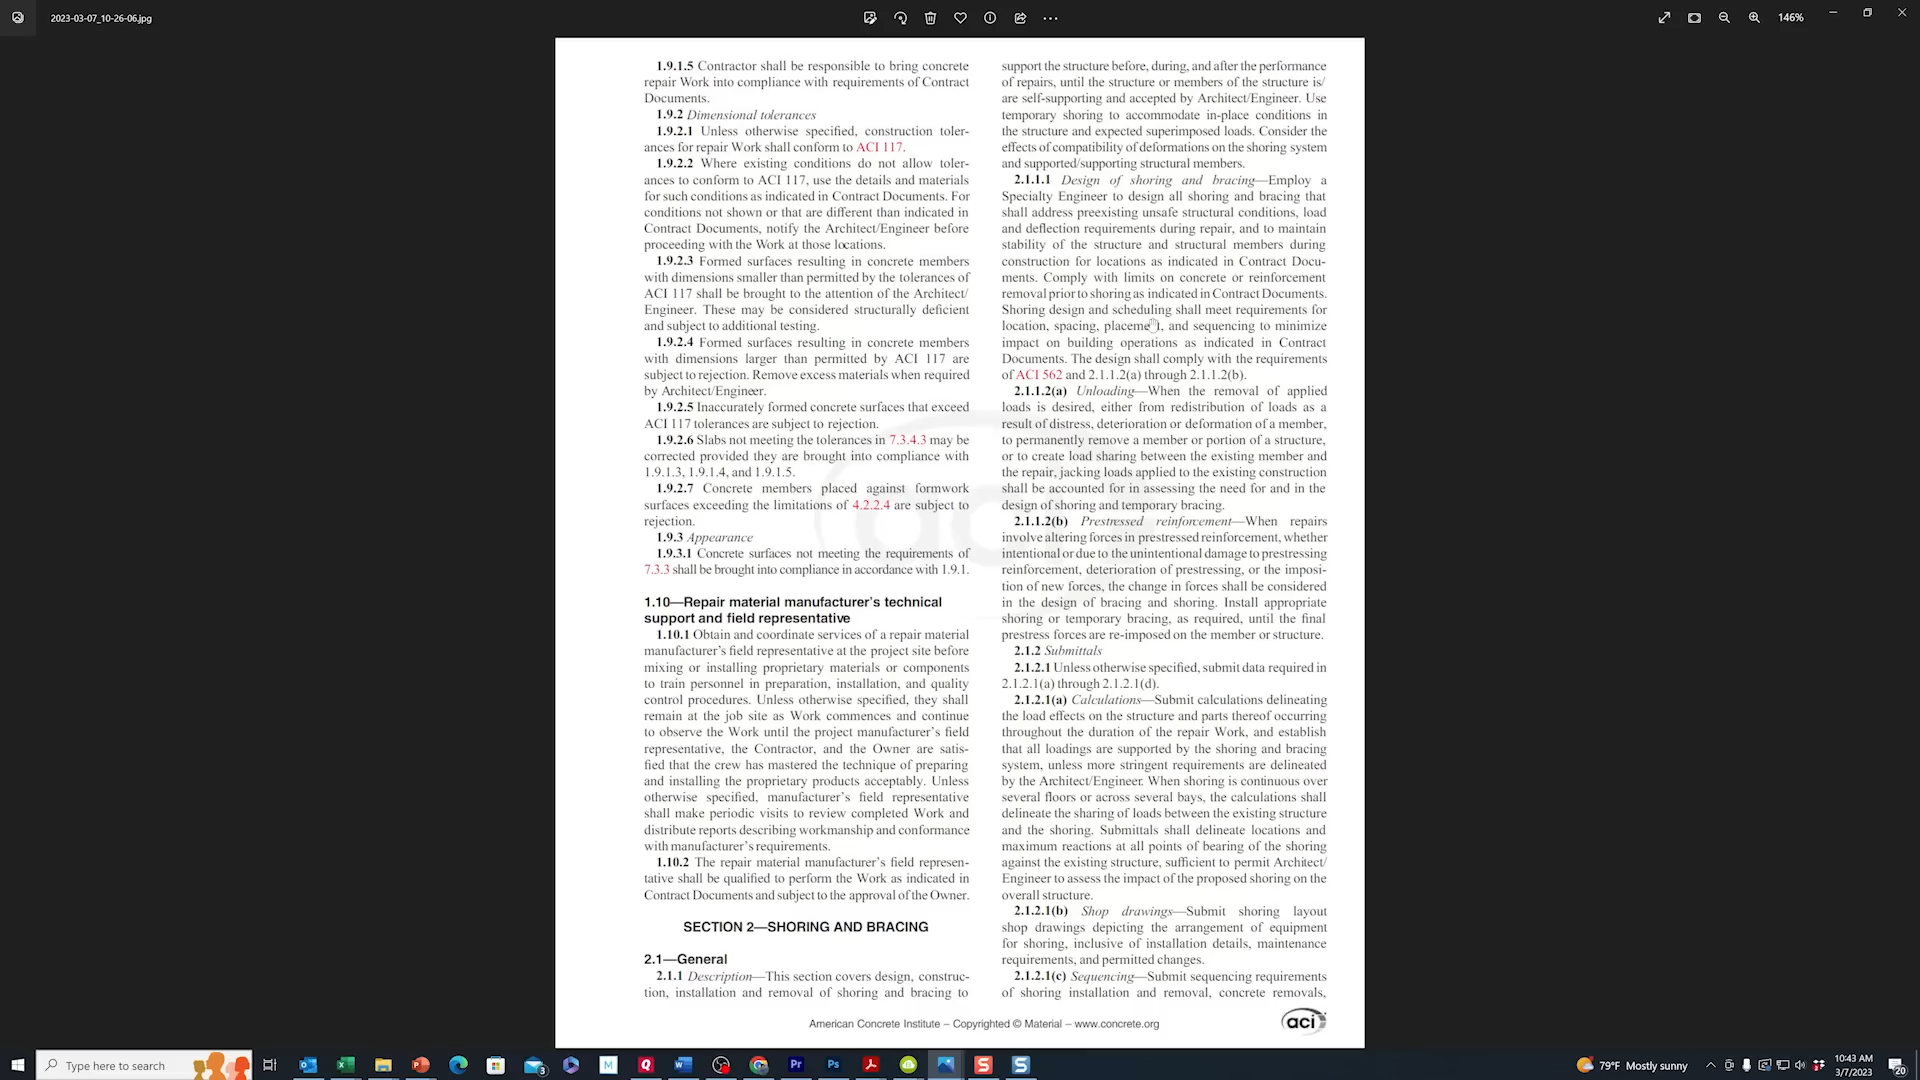 2023-03-07_10-26-06.jpg
146%
1.9.1.5 Contractor shall be responsible to bring concrete
repair Work into compliance with requirements of Contract
Documents.
1.9.2 Dimensional tolerances
1.9.2.1 Unless otherwise specified, construction toler-
ances for repair Work shall conform to ACI 117.
1.9.2.2 Where existing conditions do not allow toler-
ances to conform to ACI 117, use the details and materials
for such conditions as indicated in Contract Documents. For
conditions not shown or that are different than indicated in
Contract Documents, notify the Architect/Engineer before
proceeding with the Work at those locations.
1.9.2.3 Formed surfaces resulting in concrete members
with dimensions smaller than permitted by the tolerances of
ACI 117 shall be brought to the attention of the Architect/
Engineer. These may be considered structurally deficient
and subject to additional testing.
1.9.2.4 Formed surfaces resulting in concrete members
with dimensions larger than permitted by ACI 117 are
subject to rejection. Remove excess materials when required
by Architect/Engineer.
1.9.2.5 Inaccurately formed concrete surfaces that exceed
ACI 117 tolerances are subject to rejection.
1.9.2.6 Slabs not meeting the tolerances in 7.3.4.3 may be
corrected provided they are brought into compliance with
1.9.1.3, 1.9.1.4, and 1.9.1.5.
1.9.2.7 Concrete members placed against formwork
surfaces exceeding the limitations of 4.2.2.4 are subject to
rejection.
1.9.3 Appearance
1.9.3.1 Concrete surfaces not meeting the requirements of
7.3.3 shall be brought into compliance in accordance with 1.9.1.
1.10—Repair material manufacturer's technical
support and field representative
1.10.1 Obtain and coordinate services of a repair material
manufacturer's field representative at the project site before
mixing or installing proprietary materials or components
to train personnel in preparation, installation, and quality
control procedures. Unless otherwise specified, they shall
remain at the job site as Work commences and continue
to observe the Work until the project manufacturer's field
representative, the Contractor, and the Owner are satis-
fied that the crew has mastered the technique of preparing
and installing the proprietary products acceptably. Unless
otherwise specified, manufacturer's field representative
shall make periodic visits to review completed Work and
distribute reports describing workmanship and conformance
with manufacturer's requirements.
1.10.2 The repair material manufacturer's field represen-
tative shall be qualified to perform the Work as indicated in
Contract Documents and subject to the approval of the Owner.
SECTION 2—SHORING AND BRACING
2.1—General
2.1.1 Description—This section covers design, construc-
tion, installation and removal of shoring and bracing to
support the structure before, during, and after the performance
of repairs, until the structure or members of the structure is/
are self-supporting and accepted by Architect/Engineer. Use
temporary shoring to accommodate in-place conditions in
the structure and expected superimposed loads. Consider the
effects of compatibility of deformations on the shoring system
and supported/supporting structural members.
2.1.1.1 Design of shoring and bracing—Employ a
Specialty Engineer to design all shoring and bracing that
shall address preexisting unsafe structural conditions, load
and deflection requirements during repair, and to maintain
stability of the structure and structural members during
construction for locations as indicated in Contract Docu-
ments. Comply with limits on concrete or reinforcement
removal prior to shoring as indicated in Contract Documents.
Shoring design and scheduling shall meet requirements for
location, spacing, placement, and sequencing to minimize
impact on building operations as indicated in Contract
Documents. The design shall comply with the requirements
of ACI 562 and 2.1.1.2(a) through 2.1.1.2(b).
2.1.1.2(a) Unloading—When the removal of applied
loads is desired, either from redistribution of loads as a
result of distress, deterioration or deformation of a member,
to permanently remove a member or portion of a structure,
or to create load sharing between the existing member and
the repair, jacking loads applied to the existing construction
shall be accounted for in assessing the need for and in the
design of shoring and temporary bracing.
2.1.1.2(b) Prestressed reinforcement—When repairs
involve altering forces in prestressed reinforcement, whether
intentional or due to the unintentional damage to prestressing
reinforcement, deterioration of prestressing, or the imposi-
tion of new forces, the change in forces shall be considered
in the design of bracing and shoring. Install appropriate
shoring or temporary bracing, as required, until the final
prestress forces are re-imposed on the member or structure.
2.1.2 Submittals
2.1.2.1 Unless otherwise specified, submit data required in
2.1.2.1(a) through 2.1.2.1(d).
2.1.2.1(a) Calculations—Submit calculations delineating
the load effects on the structure and parts thereof occurring
throughout the duration of the repair Work, and establish
that all loadings are supported by the shoring and bracing
system, unless more stringent requirements are delineated
by the Architect/Engineer. When shoring is continuous over
several floors or across several bays, the calculations shall
delineate the sharing of loads between the existing structure
and the shoring. Submittals shall delineate locations and
maximum reactions at all points of bearing of the shoring
against the existing structure, sufficient to permit Architect/
Engineer to assess the impact of the proposed shoring on the
overall structure.
2.1.2.1(b) Shop drawings—Submit shoring layout
shop drawings depicting the arrangement of equipment
for shoring, inclusive of installation details, maintenance
requirements, and permitted changes.
2.1.2.1(c) Sequencing—Submit sequencing requirements
of shoring installation and removal, concrete removals,
aci
American Concrete Institute – Copyrighted © Material – www.concrete.org
aci
Type here to search
79°F Mostly sunny
10:43 AM
3/7/2023
20